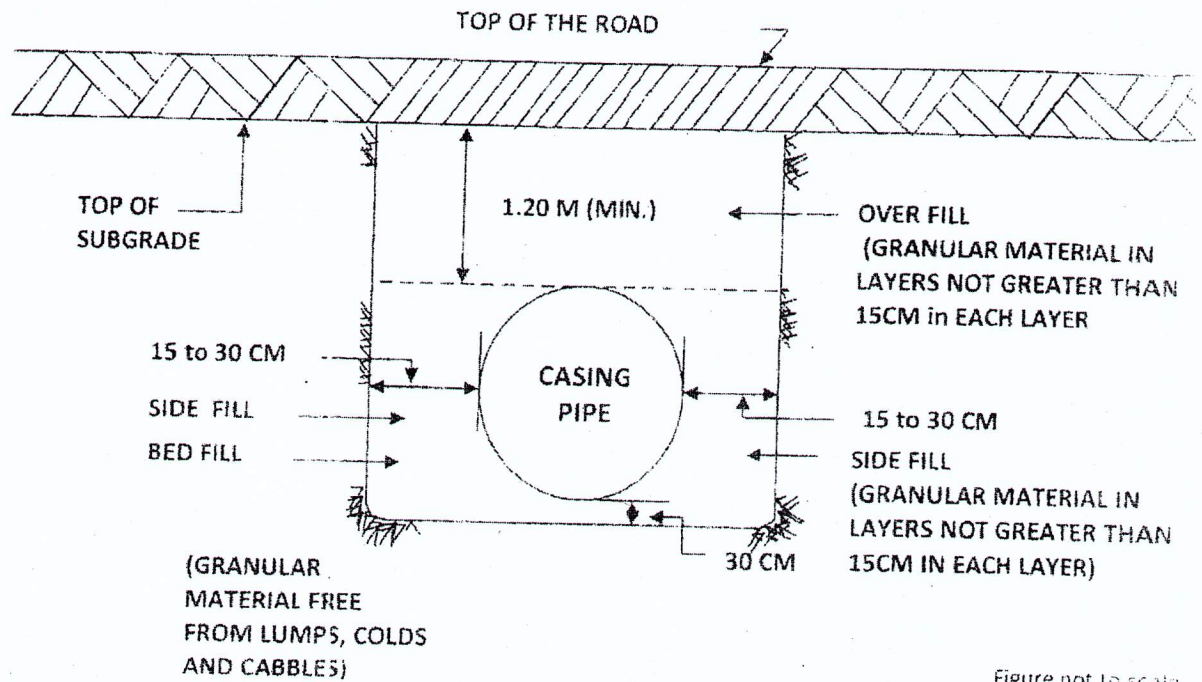 TOP OF THE ROAD
TOP OF
SUBGRADE
1.20 M (MIN.)
OVER FILL
(GRANULAR MATERIAL IN
LAYERS NOT GREATER THAN
15CM in EACH LAYER
15 to 30 CM
SIDE FILL
BED FILL
CASING
PIPE
15 to 30 CM
SIDE FILL
(GRANULAR MATERIAL IN
LAYERS NOT GREATER THAN
15CM IN EACH LAYER)
30 CM
(GRANULAR
MATERIAL FREE
FROM LUMPS, COLDS
AND CABBLES)
Figure not to scale